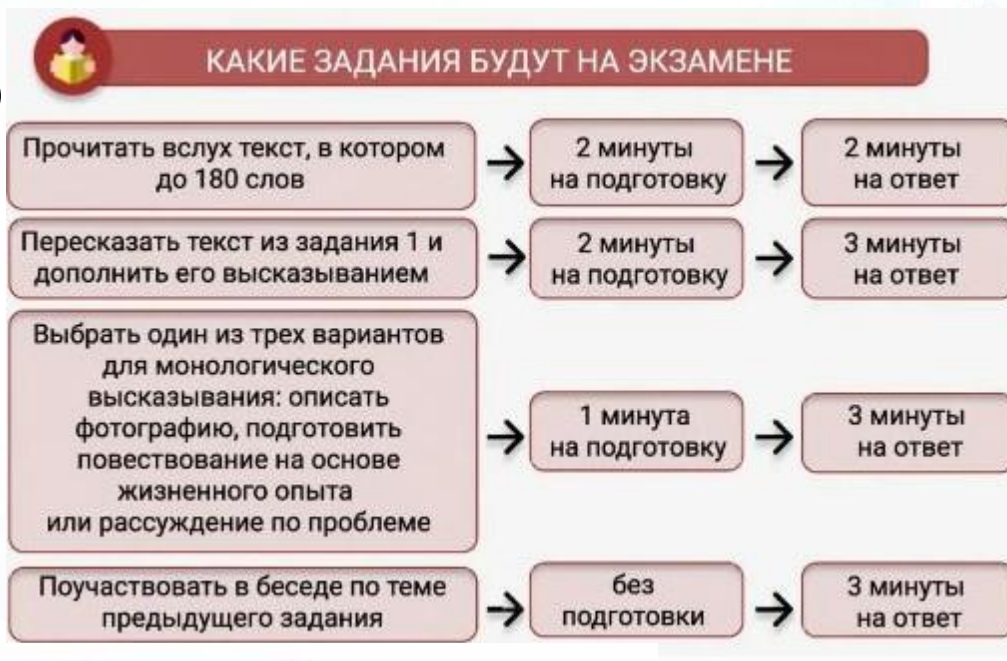 КАКИЕ ЗАДАНИЯ БУДУТ НА ЭКЗАМЕНЕ
Прочитать вслух текст, в котором
до 180 слов
2 минуты
на подготовку
2 минуты
на ответ
Пересказать текст из задания 1 и
дополнить его высказыванием
2 минуты
на подготовку
3 минуты
на ответ
Выбрать один из трех вариантов
для монологического
высказывания: описать
фотографию, подготовить
повествование на основе
жизненного опыта
или рассуждение по проблеме
1 минута
на подготовку
3 минуты
на ответ
Поучаствовать в беседе по теме
предыдущего задания
без
подготовки
3 минуты
на ответ